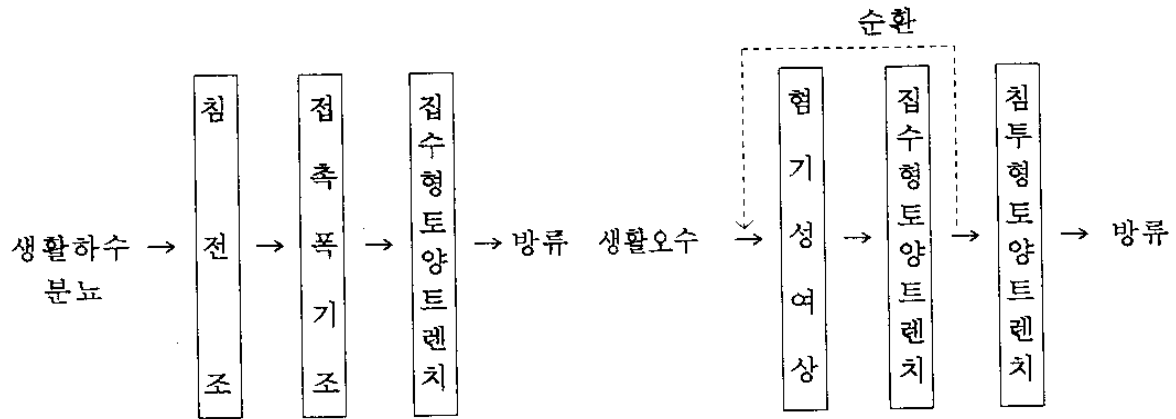 생활하수
분뇨
→
침전조
→
접촉폭기조
→
집수형토양트렌치
→
방류
생활오수
→
혐기성여상
→
집수형토양트렌치
→
침투형토양트렌치
→
방류
순환